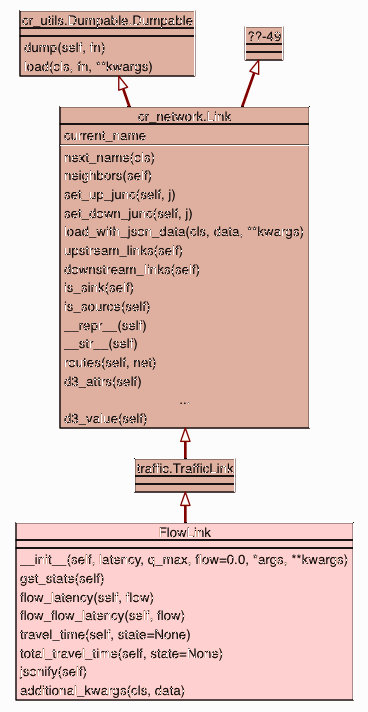 cr_utils.Dumpable.Dumpable
dump(self, fn)
load(cls, fn, **kwargs)
??-49
cr_network.Link
current_name
next_name(cls)
neighbors(self)
set_up_junc(self, j)
set_down_junc(self, j)
load_with_json_data(cls, data, **kwargs)
upstream_links(self)
downstream_links(self)
is_sink(self)
is_source(self)
__repr__(self)
__str__(self)
routes(self, net)
d3_attrs(self)
...
d3_value(self)
traffic.TrafficLink
FlowLink
__init__(self, latency, q_max, flow=0.0, *args, **kwargs)
get_state(self)
flow_latency(self, flow)
flow_flow_latency(self, flow)
travel_time(self, state=None)
total_travel_time(self, state=None)
jsonify(self)
additional_kwargs(cls, data)